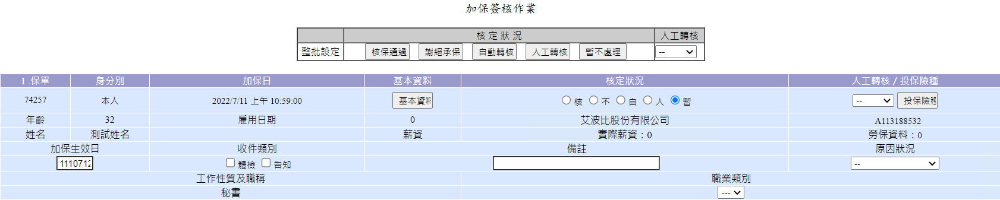 加保簽核作業
核 定 狀 況 人工轉核
整批設定 核保通過 謝絕承保 自動轉核 人工轉核 暫不處理 --
1 .保單 身分別 加保日 基本資料 核定狀況 人工轉核 / 投保險種
74257 本人 2022/7/11 上午 10:59:00 基本資料 核 不 自 人 暫 -- 投保險種
年齡 32 雇用日期 0 艾波比股份有限公司 A113188532
姓名 測試姓名 薪資 實際薪資：0 勞保資料：0
加保生效日 收件類別 備註 原因狀況
1110712 體檢 告知 --
工作性質及職稱 職業類別
秘書 ---